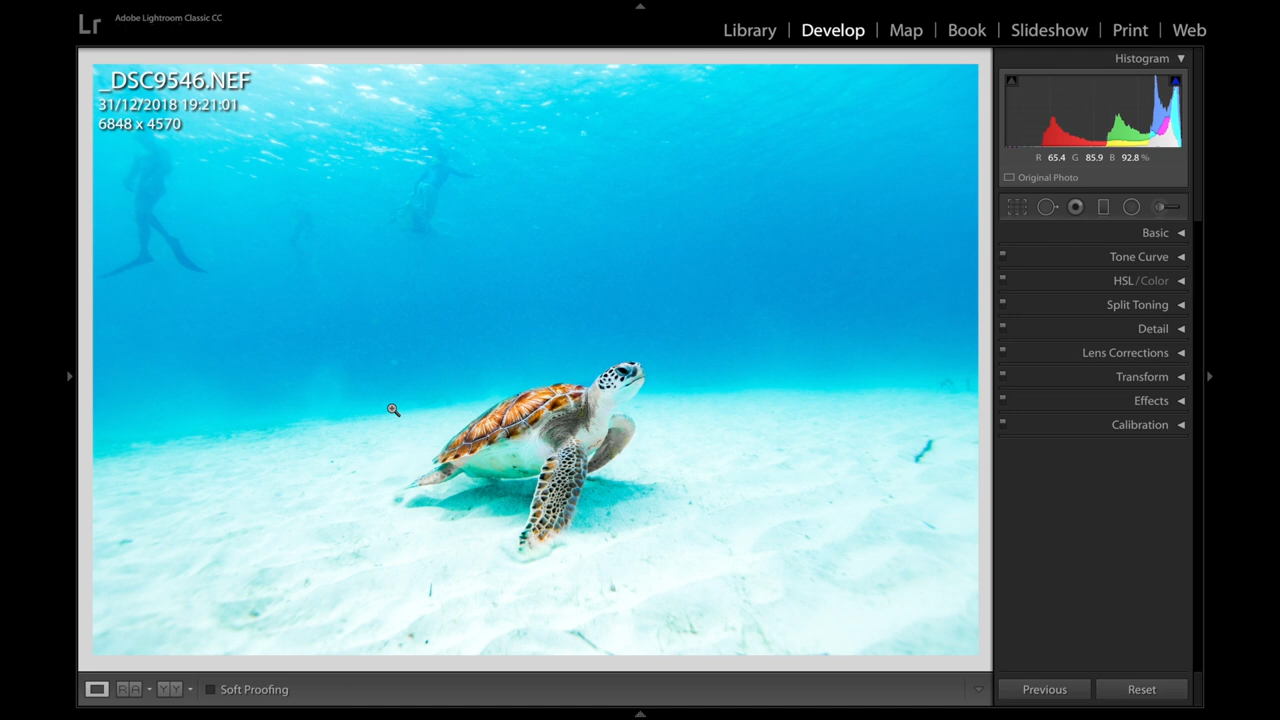 Lr
Adobe Lightroom Classic CC
Library | Develop | Map | Book | Slideshow | Print | Web
_DSC9546.NEF
31/12/2018 19:21:01
6848 x 4570
Histogram
R 65.4 G 85.9 B 92.8 %
Original Photo
Basic
Tone Curve
HSL / Color
Split Toning
Detail
Lens Corrections
Transform
Effects
Calibration
R A Y Y Soft Proofing
Previous Reset